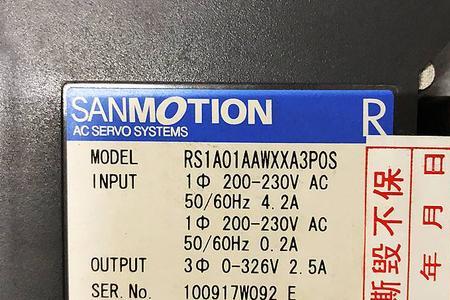 SANMOTION R
AC SERVO SYSTEMS
MODEL RS1A01AAWXXA3P0S
INPUT 1Φ 200-230V AC
50/60Hz 4.2A
1Φ 200-230V AC
50/60Hz 0.2A
OUTPUT 3Φ 0-326V 2.5A
SER.No. 100917W092 E
撕毁不保
年 月 日